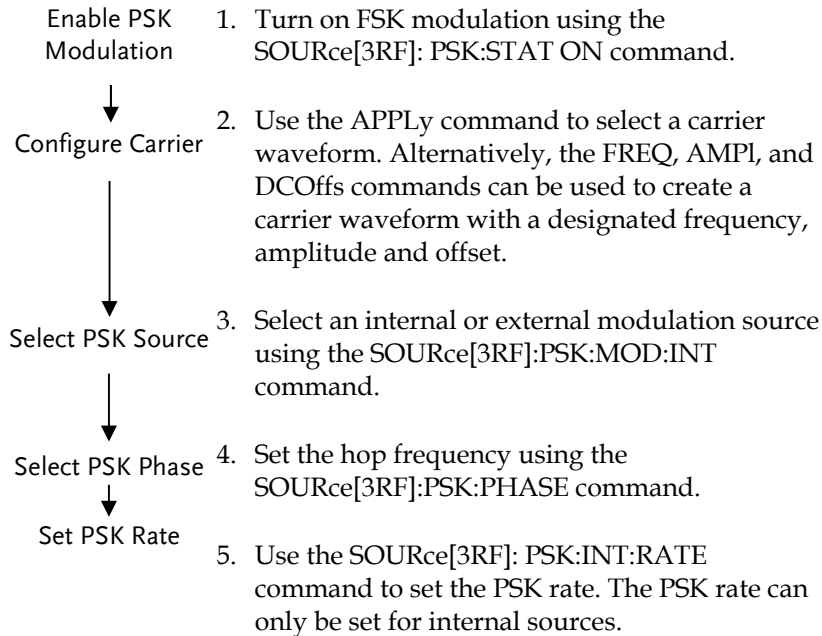 Enable PSK
Modulation
1. Turn on FSK modulation using the
SOURce[3RF]: PSK:STAT ON command.
Configure Carrier
2. Use the APPLy command to select a carrier
waveform. Alternatively, the FREQ, AMPl, and
DCOffs commands can be used to create a
carrier waveform with a designated frequency,
amplitude and offset.
Select PSK Source
3. Select an internal or external modulation source
using the SOURce[3RF]:PSK:MOD:INT
command.
Select PSK Phase
4. Set the hop frequency using the
SOURce[3RF]:PSK:PHASE command.
Set PSK Rate
5. Use the SOURce[3RF]: PSK:INT:RATE
command to set the PSK rate. The PSK rate can
only be set for internal sources.